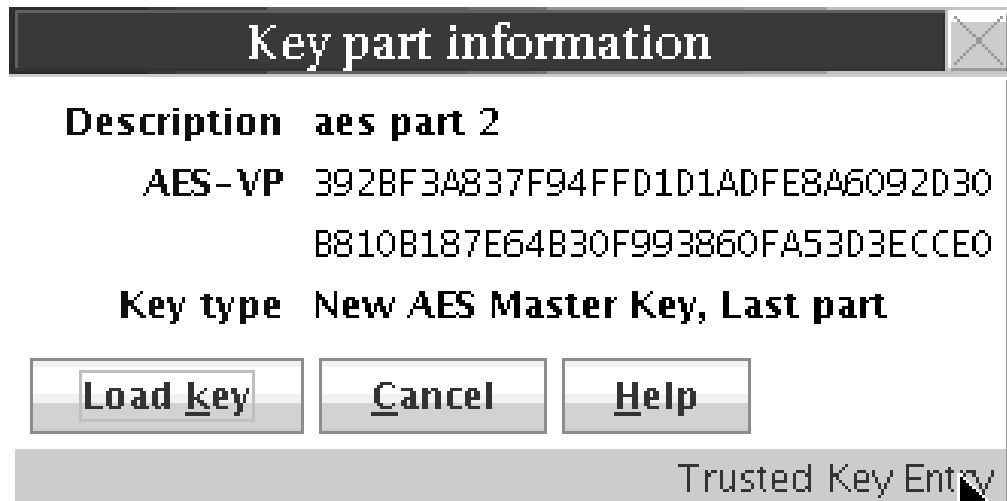 Key part information
Description aes part 2
AES-VP 392BF3A837F94FFD1D1ADFE8A6092D30
B810B187E64B30F993860FA53D3ECCE0
Key type New AES Master Key, Last part
Load key Cancel Help
Trusted Key Entry